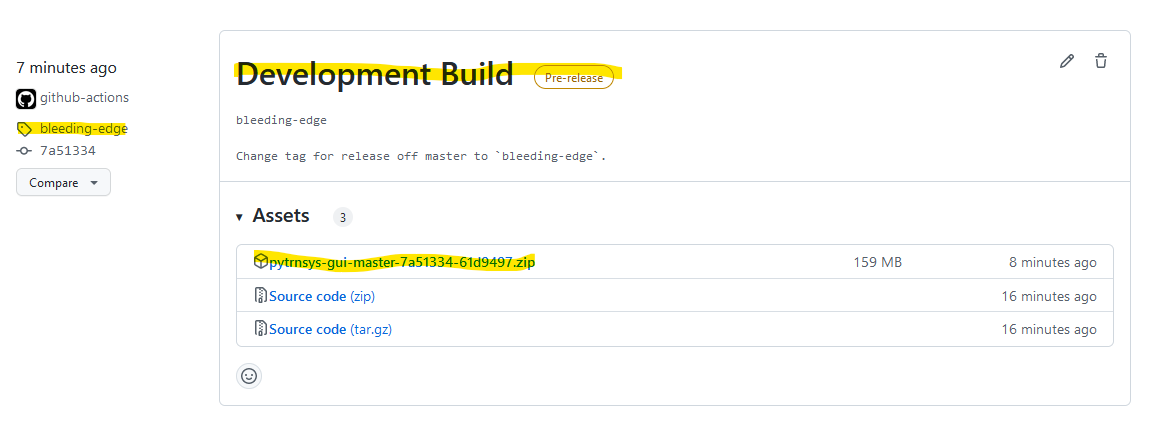 7 minutes ago
github-actions
bleeding-edge
7a51334
Compare
Development Build Pre-release
bleeding-edge
Change tag for release off master to `bleeding-edge`.
Assets 3
pytrnsys-gui-master-7a51334-61d9497.zip 159 MB 8 minutes ago
Source code (zip) 16 minutes ago
Source code (tar.gz) 16 minutes ago